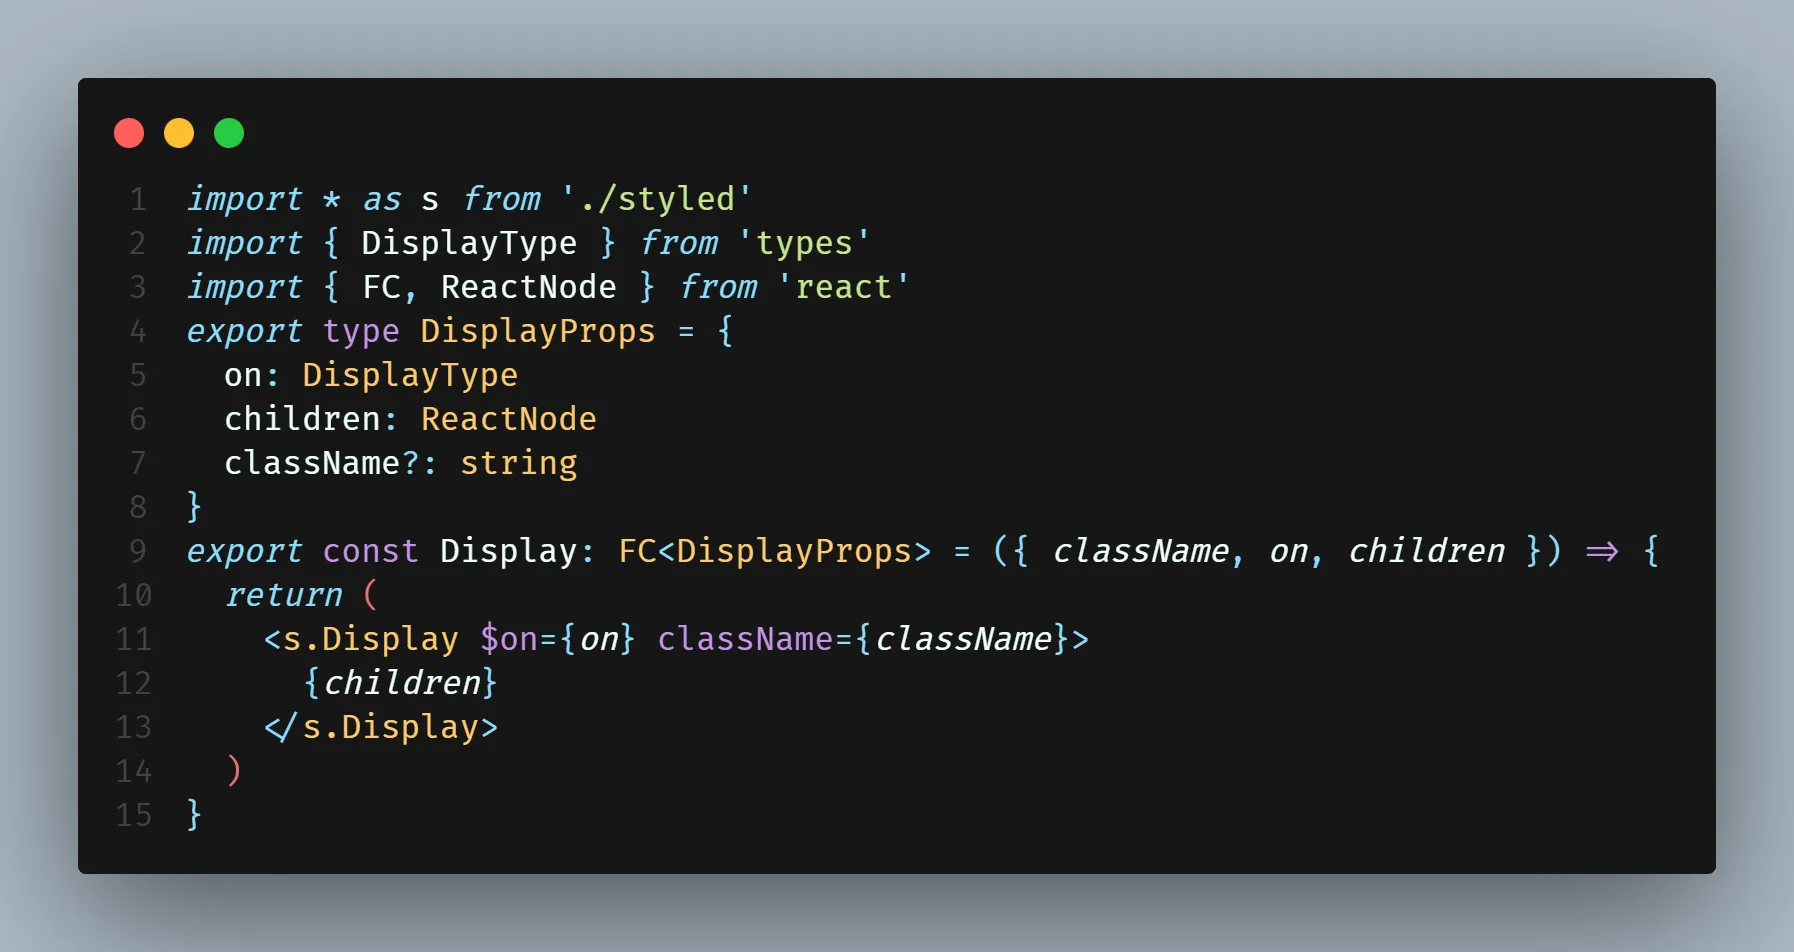 1 import * as s from './styled'
2 import { DisplayType } from 'types'
3 import { FC, ReactNode } from 'react'
4 export type DisplayProps = {
5   on: DisplayType
6   children: ReactNode
7   className?: string
8 }
9 export const Display: FC<DisplayProps> = ({ className, on, children }) => {
10   return (
11     <s.Display $on={on} className={className}>
12       {children}
13     </s.Display>
14   )
15 }